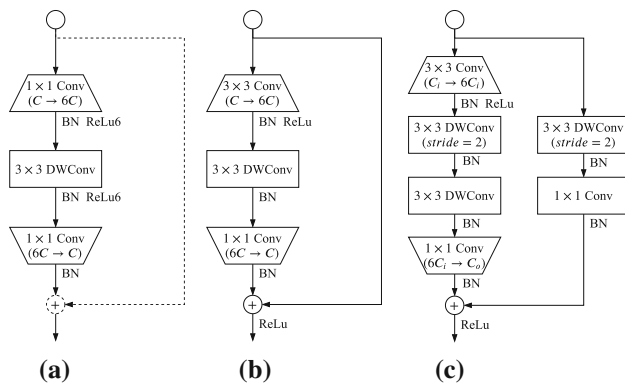 1 × 1 Conv
(C → 6C)
BN ReLu6
3 × 3 DWConv
BN ReLu6
1 × 1 Conv
(6C → C)
BN
+
(a)
3 × 3 Conv
(C → 6C)
BN ReLu
3 × 3 DWConv
BN
1 × 1 Conv
(6C → C)
BN
+
ReLu
(b)
3 × 3 Conv
(Cᵢ → 6Cᵢ)
BN ReLu
3 × 3 DWConv
(stride = 2)
BN
3 × 3 DWConv
BN
1 × 1 Conv
(6Cᵢ → Cₒ)
BN
3 × 3 DWConv
(stride = 2)
BN
1 × 1 Conv
BN
+
ReLu
(c)